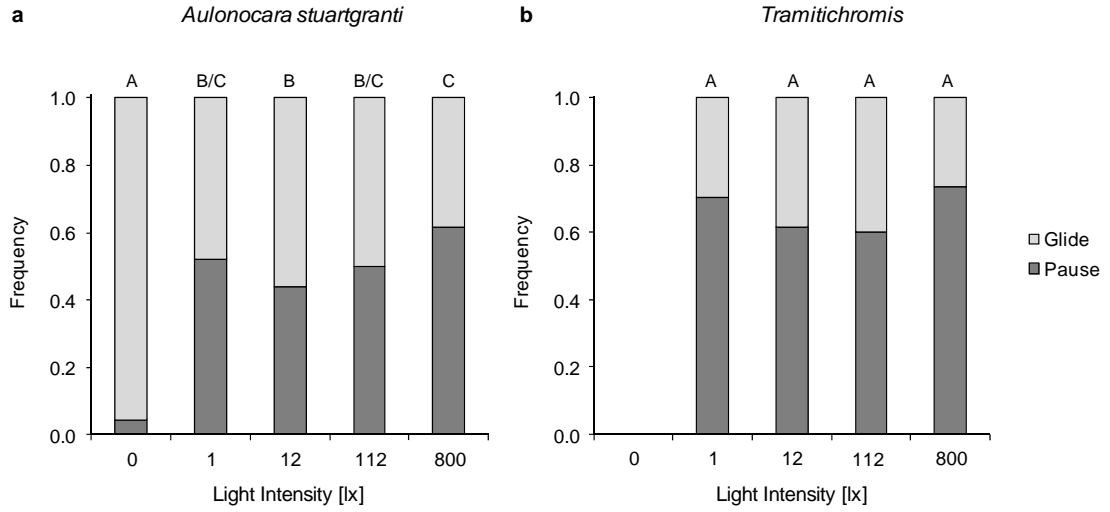 a
Aulonocara stuartgranti
A B/C B B/C C
1.0
0.8
0.6
0.4
0.2
0.0
Frequency
0 1 12 112 800
Light Intensity [lx]
b
Tramitichromis
A A A A
1.0
0.8
0.6
0.4
0.2
0.0
Frequency
0 1 12 112 800
Light Intensity [lx]
Glide
Pause